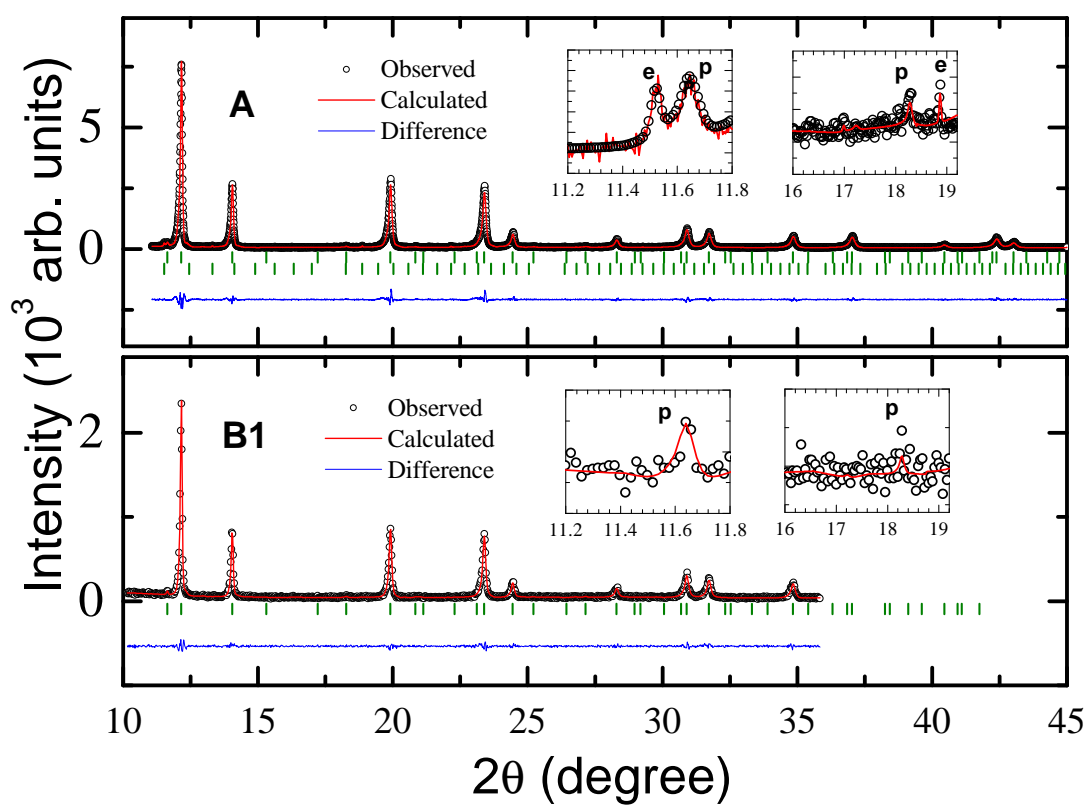 Intensity (10³ arb. units)
A
Observed
Calculated
Difference
e p
11.2 11.4 11.6 11.8
p e
16 17 18 19
5
0
B1
Observed
Calculated
Difference
p
11.2 11.4 11.6 11.8
p
16 17 18 19
2
0
10 15 20 25 30 35 40 45
2θ (degree)